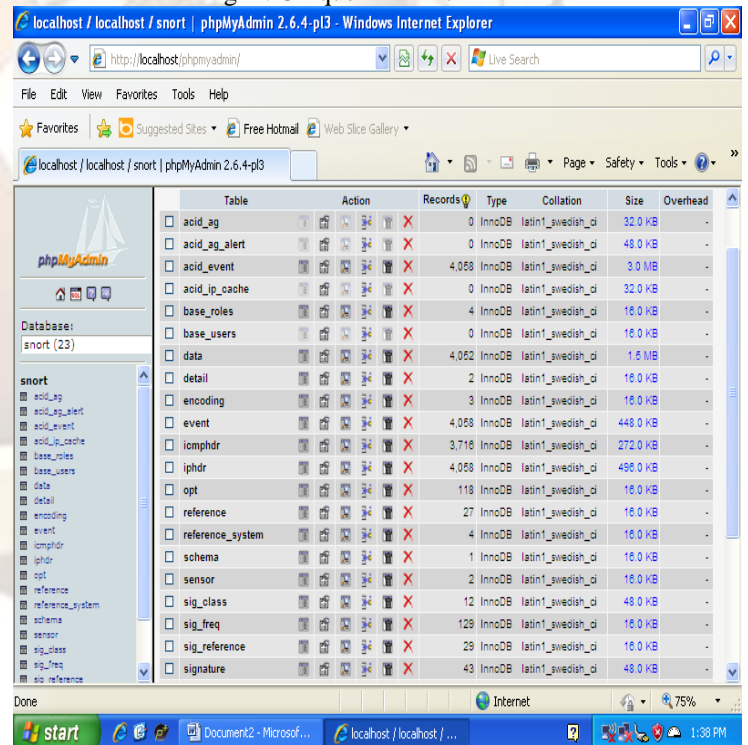 localhost / localhost / snort | phpMyAdmin 2.6.4-pl3 - Windows Internet Explorer
http://localhost/phpmyadmin/
Live Search
File Edit View Favorites Tools Help
Favorites Suggested Sites Free Hotmail Web Slice Gallery
localhost / localhost / snort | phpMyAdmin 2.6.4-pl3
Page Safety Tools »
phpMyAdmin
Database:
snort (23)
snort
acid_ag
acid_ag_alert
acid_event
acid_ip_cache
base_roles
base_users
data
detail
encoding
event
icmphdr
iphdr
opt
reference
reference_system
schema
sensor
sig_class
sig_freq
sig_reference
Table Action Records Type Collation Size Overhead
acid_ag 0 InnoDB latin1_swedish_ci 32.0 KB -
acid_ag_alert 0 InnoDB latin1_swedish_ci 48.0 KB -
acid_event 4,058 InnoDB latin1_swedish_ci 3.0 MB -
acid_ip_cache 0 InnoDB latin1_swedish_ci 32.0 KB -
base_roles 4 InnoDB latin1_swedish_ci 16.0 KB -
base_users 0 InnoDB latin1_swedish_ci 16.0 KB -
data 4,052 InnoDB latin1_swedish_ci 1.5 MB -
detail 2 InnoDB latin1_swedish_ci 16.0 KB -
encoding 3 InnoDB latin1_swedish_ci 16.0 KB -
event 4,058 InnoDB latin1_swedish_ci 448.0 KB -
icmphdr 3,716 InnoDB latin1_swedish_ci 272.0 KB -
iphdr 4,058 InnoDB latin1_swedish_ci 496.0 KB -
opt 118 InnoDB latin1_swedish_ci 16.0 KB -
reference 27 InnoDB latin1_swedish_ci 16.0 KB -
reference_system 4 InnoDB latin1_swedish_ci 16.0 KB -
schema 1 InnoDB latin1_swedish_ci 16.0 KB -
sensor 2 InnoDB latin1_swedish_ci 16.0 KB -
sig_class 12 InnoDB latin1_swedish_ci 48.0 KB -
sig_freq 129 InnoDB latin1_swedish_ci 16.0 KB -
sig_reference 29 InnoDB latin1_swedish_ci 16.0 KB -
signature 43 InnoDB latin1_swedish_ci 48.0 KB -
Done Internet 75%
start Document2 - Microsof... localhost / localhost / ... 1:38 PM